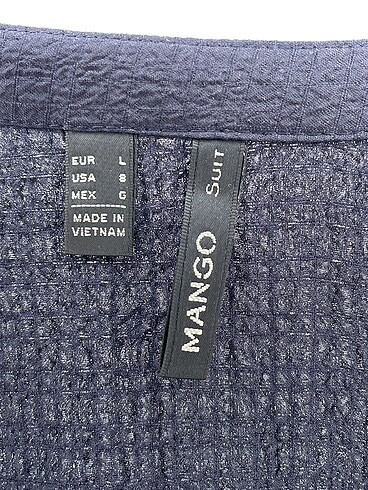 EUR L
USA 8
MEX G
MADE IN
VIETNAM
MANGO Suit